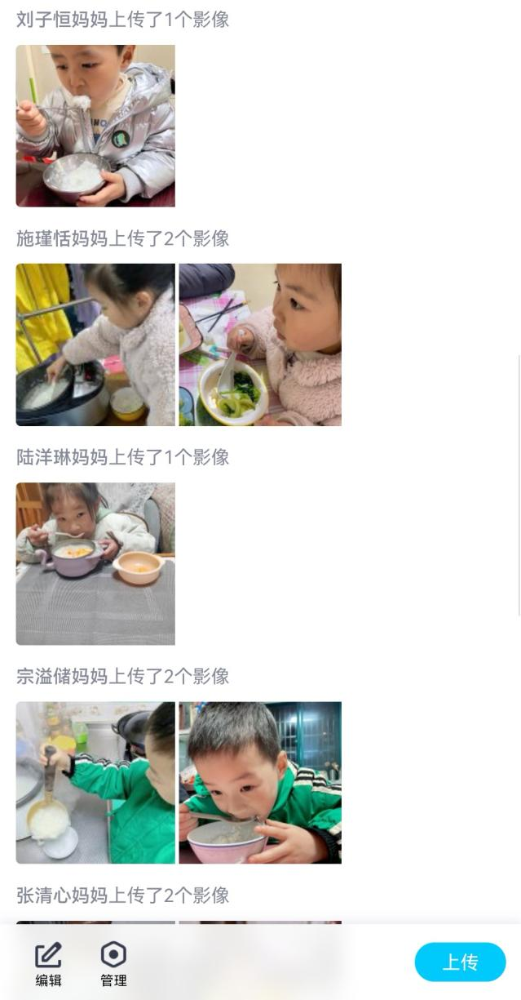 刘子恒妈妈上传了1个影像
施瑾恬妈妈上传了2个影像
陆洋琳妈妈上传了1个影像
宗溢储妈妈上传了2个影像
张清心妈妈上传了2个影像
编辑
管理
上传